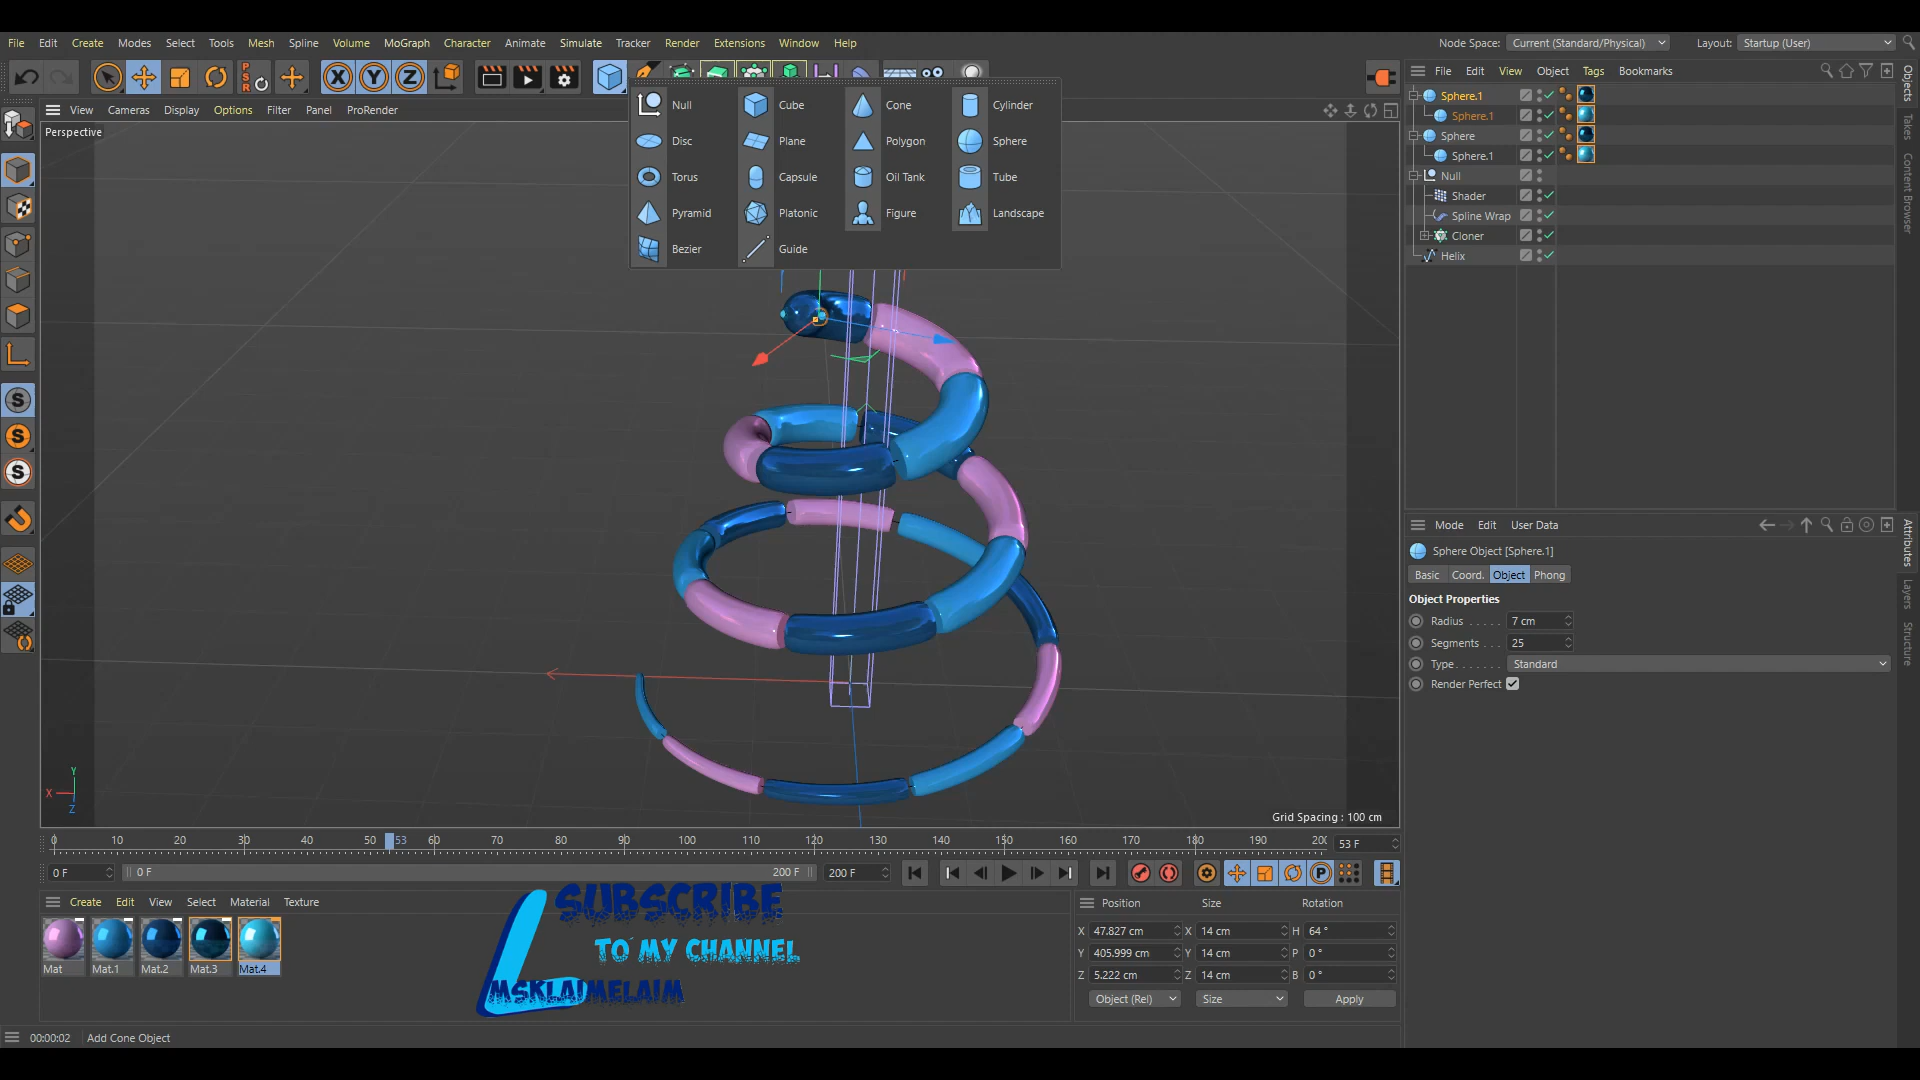 File Edit Create Modes Select Tools Mesh Spline Volume MoGraph Character Animate Simulate Tracker Render Extensions Window Help
Node Space: Current (Standard/Physical) Layout: Startup (User)
PSR
X Y Z
View Cameras Display Options Filter Panel ProRender
Perspective
Null Cube Cone Cylinder
Disc Plane Polygon Sphere
Torus Capsule Oil Tank Tube
Pyramid Platonic Figure Landscape
Bezier Guide
File Edit View Object Tags Bookmarks
Sphere.1
Sphere.1
Sphere
Sphere.1
Null
Shader
Spline Wrap
Cloner
Helix
Objects
Takes
Content Browser
Mode Edit User Data
Sphere Object [Sphere.1]
Basic Coord. Object Phong
Object Properties
Radius 7 cm
Segments 25
Type Standard
Render Perfect
Attributes
Layers
Structure
S
S
S
Y
X
Z
Grid Spacing : 100 cm
0 10 20 30 40 50 53 60 70 80 90 100 110 120 130 140 150 160 170 180 190 53 F
0 F 0 F 200 F 200 F
Create Edit View Select Material Texture
Mat Mat.1 Mat.2 Mat.3 Mat.4
SUBSCRIBE
TO MY CHANNEL
MSKLAIMELAIM
Position Size Rotation
X 47.827 cm X 14 cm H 64 °
Y 405.999 cm Y 14 cm P 0 °
Z 5.222 cm Z 14 cm B 0 °
Object (Rel) Size Apply
00:00:02 Add Cone Object